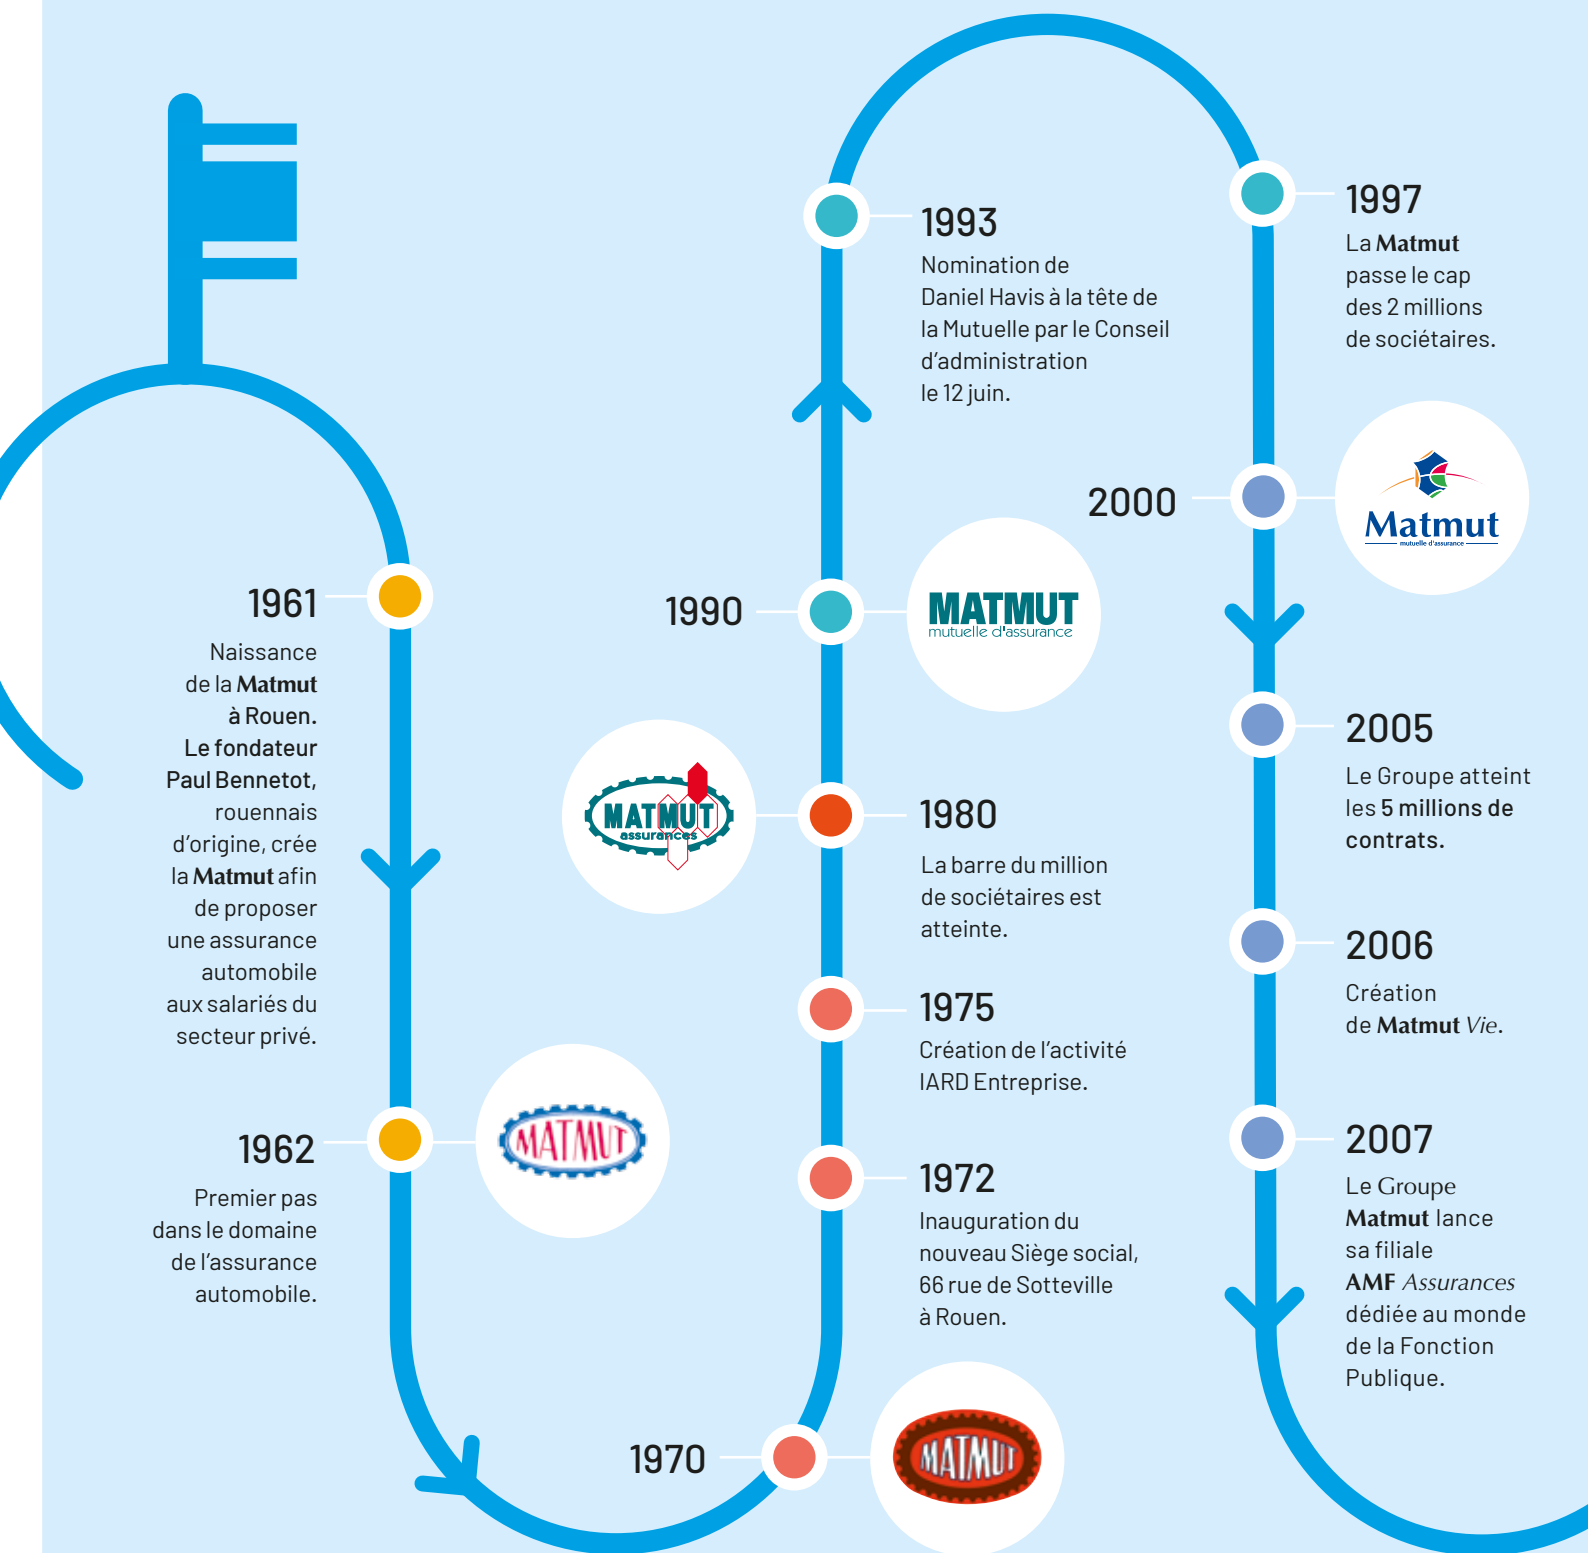 1961
Naissance
de la Matmut
à Rouen.
Le fondateur
Paul Bennetot,
rouennais
d’origine, crée
la Matmut afin
de proposer
une assurance
automobile
aux salariés du
secteur privé.
1962
Premier pas
dans le domaine
de l’assurance
automobile.
MATMUT
1970
MATMUT
1972
Inauguration du
nouveau Siège social,
66 rue de Sotteville
à Rouen.
1975
Création de l’activité
IARD Entreprise.
1980
La barre du million
de sociétaires est
atteinte.
MATMUT
assurances
1990
MATMUT
mutuelle d'assurance
1993
Nomination de
Daniel Havis à la tête de
la Mutuelle par le Conseil
d’administration
le 12 juin.
1997
La Matmut
passe le cap
des 2 millions
de sociétaires.
2000
Matmut
mutuelle d'assurance
2005
Le Groupe atteint
les 5 millions de
contrats.
2006
Création
de Matmut Vie.
2007
Le Groupe
Matmut lance
sa filiale
AMF Assurances
dédiée au monde
de la Fonction
Publique.